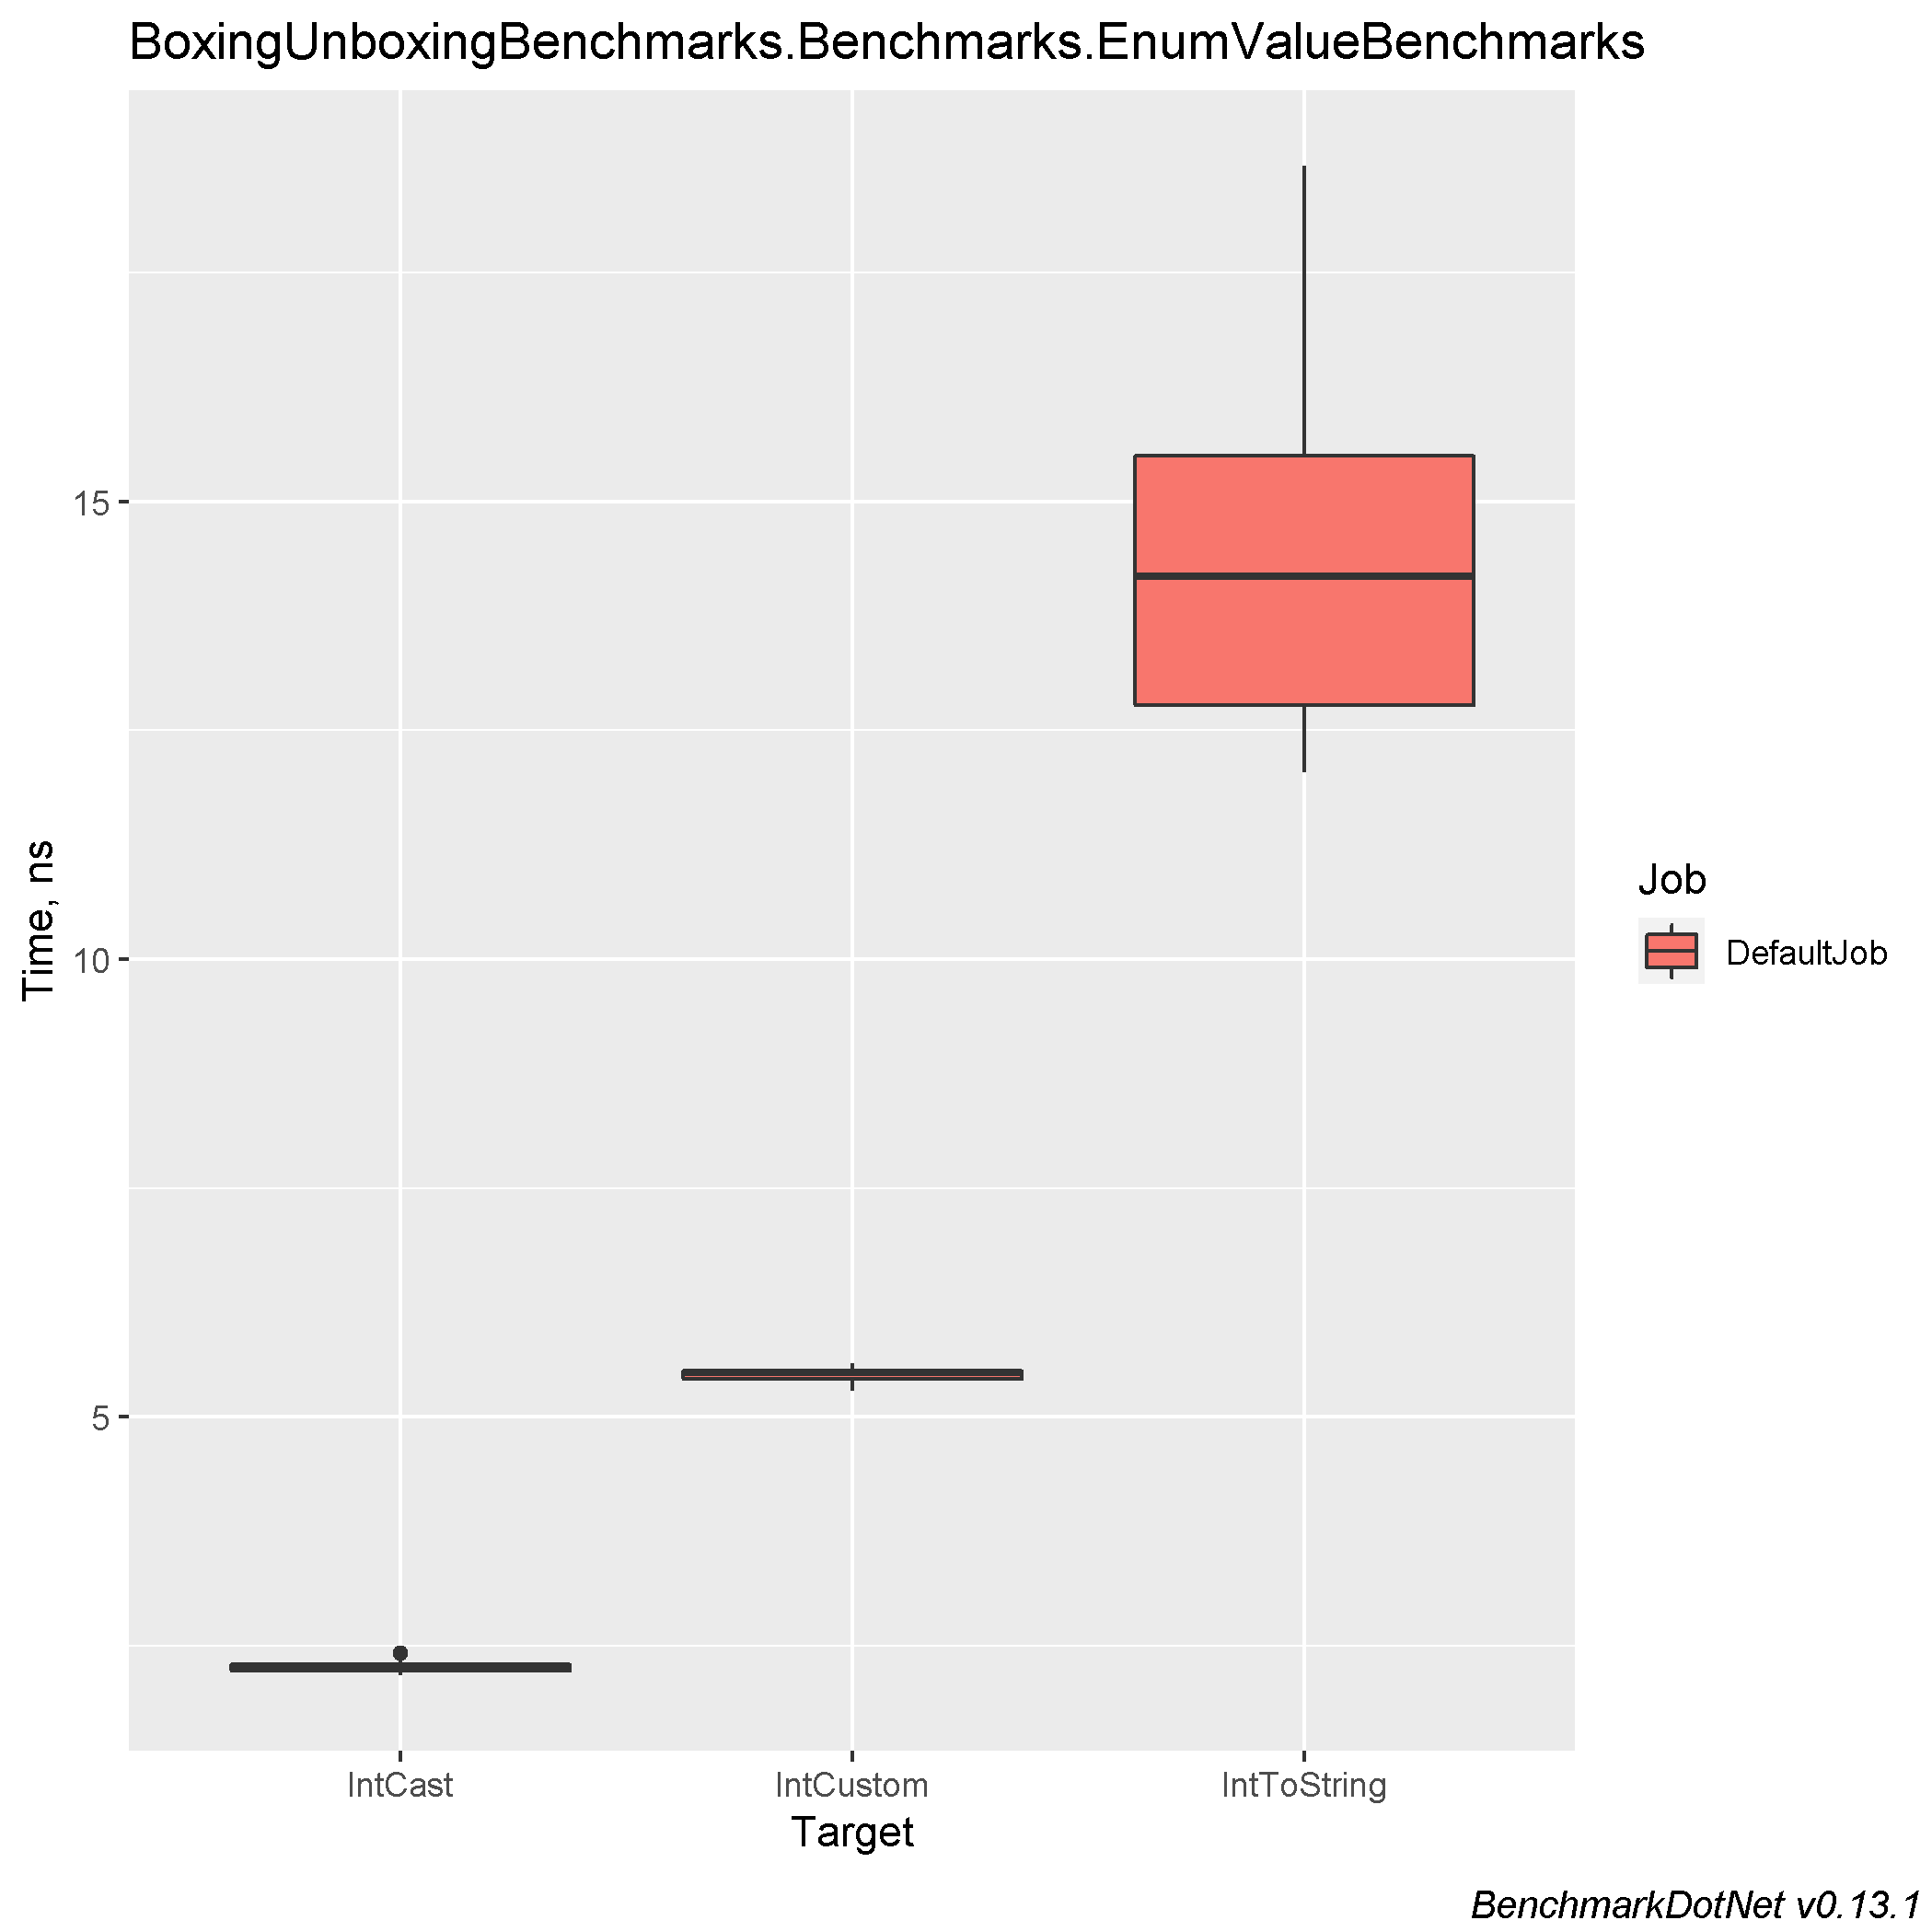 BoxingUnboxingBenchmarks.Benchmarks.EnumValueBenchmarks
Time, ns
15
10
5
IntCast
IntCustom
IntToString
Target
Job
DefaultJob
BenchmarkDotNet v0.13.1